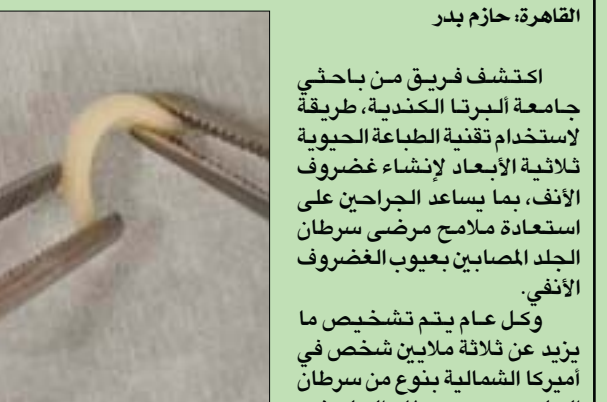 القاهرة: حازم بدر
اكتشف فريق من باحثي
جامعة ألبرتا الكندية، طريقة
لاستخدام تقنية الطباعة الحيوية
ثلاثية الأبعاد لإنشاء غضروف
الأنف، بما يساعد الجراحين على
استعادة ملامح مرضى سرطان
الجلد المصابين بعيوب الغضروف
الأنفي.
وكل عام يتم تشخيص ما
يزيد عن ثلاثة ملايين شخص في
أميركا الشمالية بنوع من سرطان